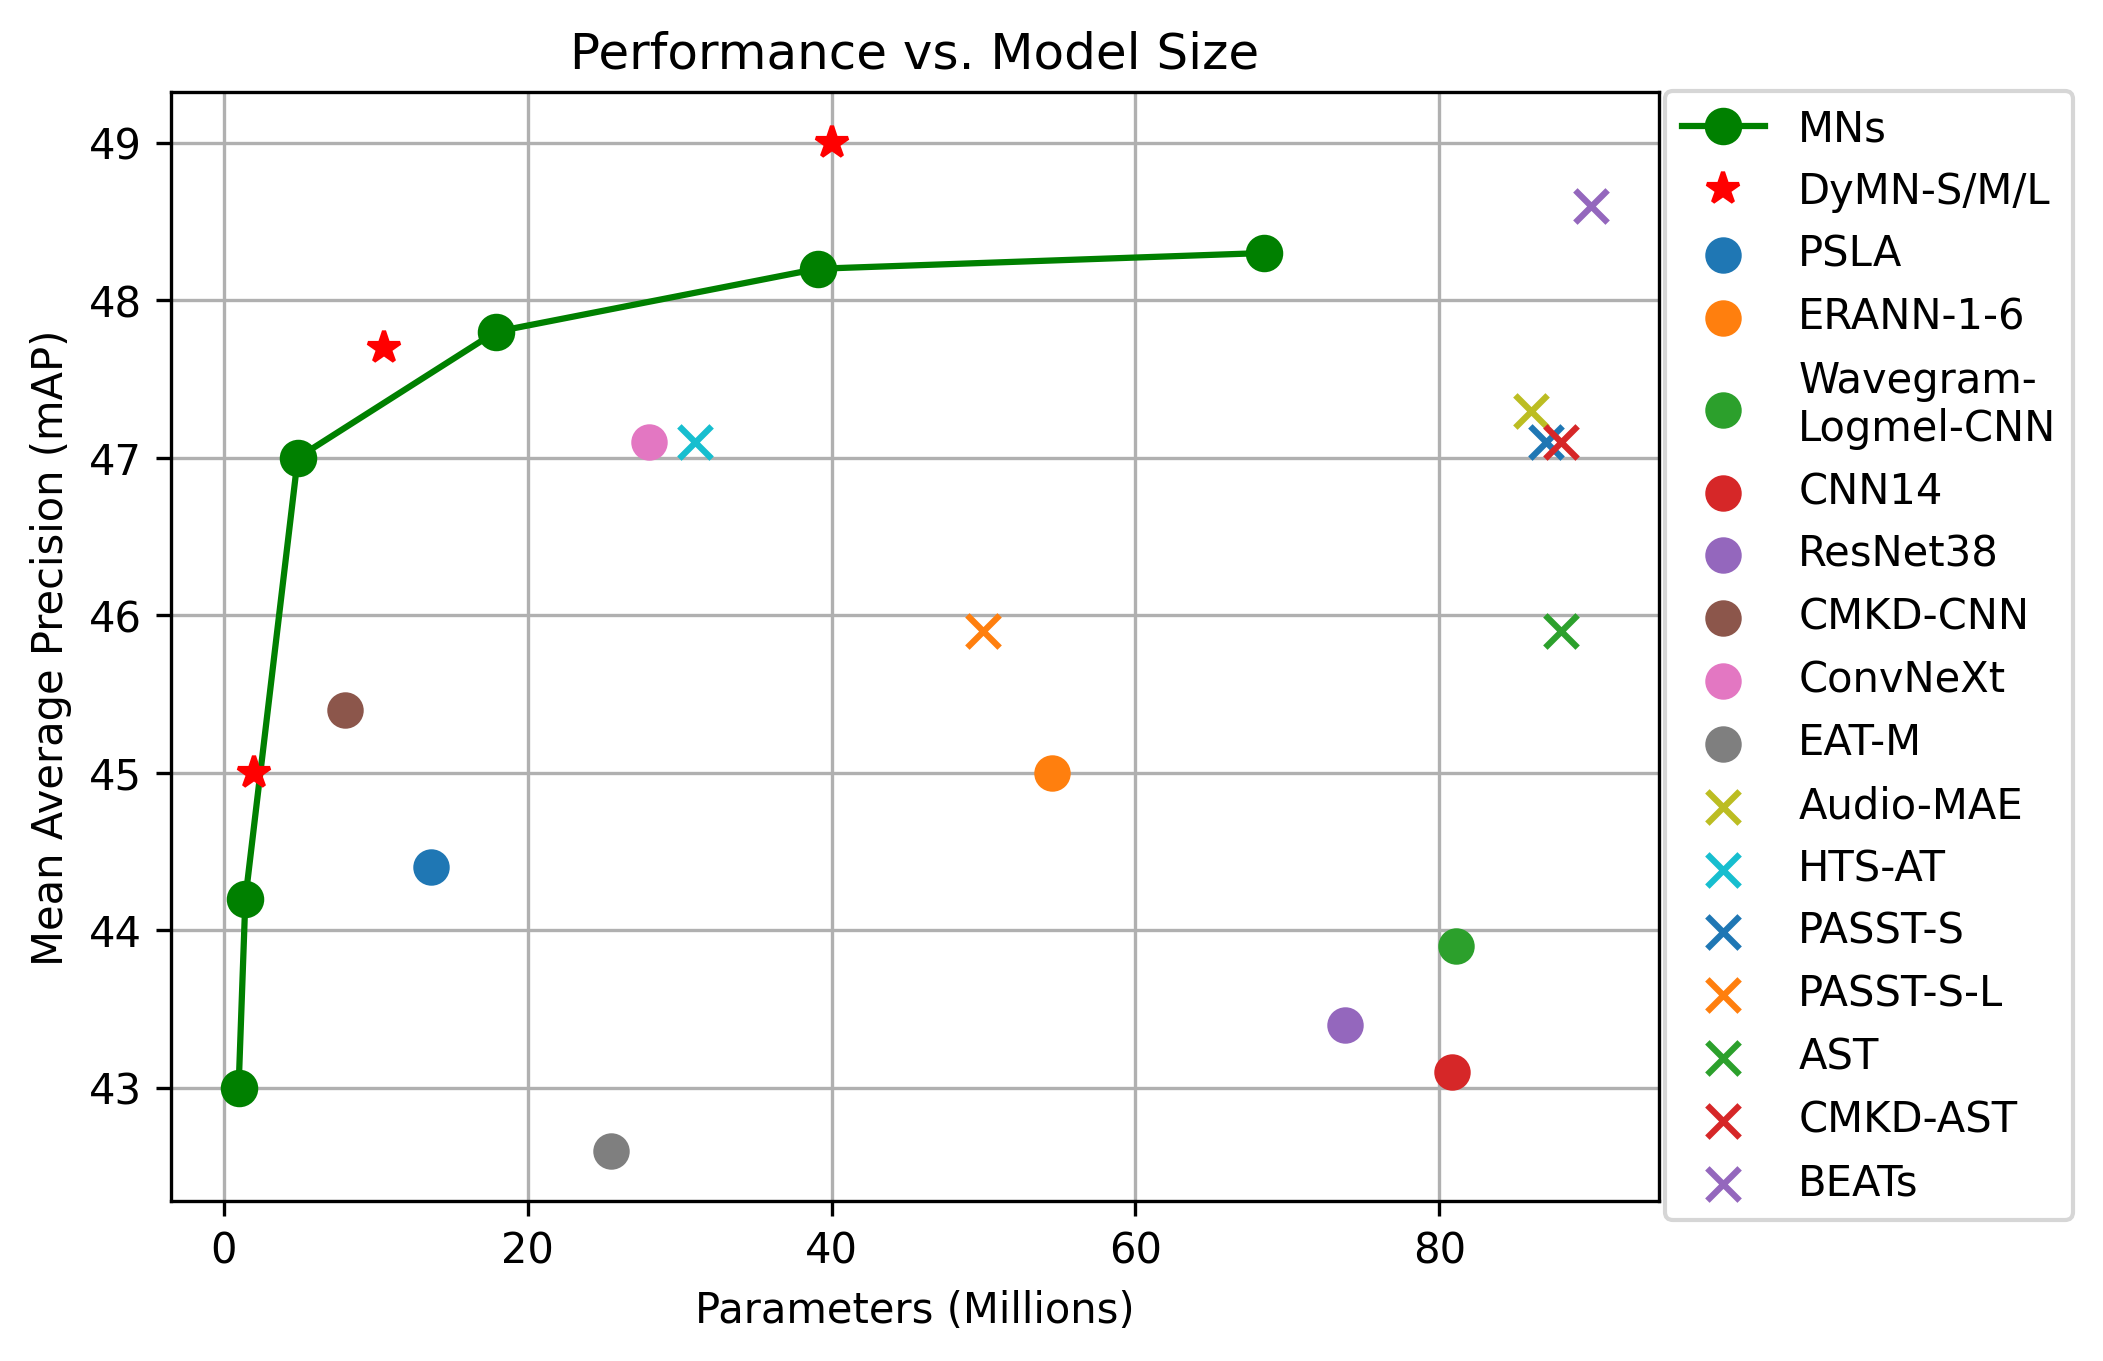 Performance vs. Model Size
Mean Average Precision (mAP)
49
48
47
46
45
44
43
0
20
40
60
80
Parameters (Millions)
MNs
DyMN-S/M/L
PSLA
ERANN-1-6
Wavegram-
Logmel-CNN
CNN14
ResNet38
CMKD-CNN
ConvNeXt
EAT-M
Audio-MAE
HTS-AT
PASST-S
PASST-S-L
AST
CMKD-AST
BEATs